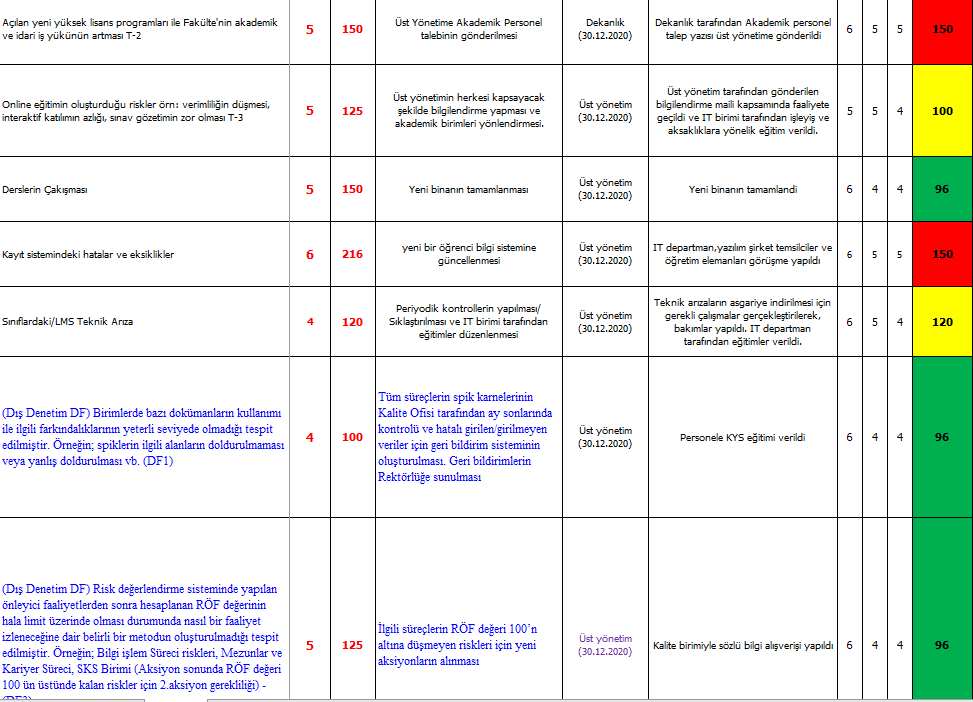 Açılan yeni yüksek lisans programları ile Fakülte'nin akademik
ve idari iş yükünün artması T-2
5
150
Üst Yönetime Akademik Personel
talebinin gönderilmesi
Dekanlık
(30.12.2020)
Dekanlık tarafından Akademik personel
talep yazısı üst yönetime gönderildi
6
5
5
150
Online eğitimin oluşturduğu riskler örn: verimliliğin düşmesi,
interaktif katılımın azlığı, sınav gözetimin zor olması T-3
5
125
Üst yönetimin herkesi kapsayacak
şekilde bilgilendirme yapması ve
akademik birimleri yönlendirmesi.
Üst yönetim
(30.12.2020)
Üst yönetim tarafından gönderilen
bilgilendirme maili kapsamında faaliyete
geçildi ve IT birimi tarafından işleyiş ve
aksaklıklara yönelik eğitim verildi.
5
5
4
100
Derslerin Çakışması
5
150
Yeni binanın tamamlanması
Üst yönetim
(30.12.2020)
Yeni binanın tamamlandi
6
4
4
96
Kayıt sistemindeki hatalar ve eksiklikler
6
216
yeni bir öğrenci bilgi sistemine
güncellenmesi
Üst yönetim
(30.12.2020)
IT departman,yazılım şirket temsilciler ve
öğretim elemanları görüşme yapıldı
6
5
5
150
Sınıflardaki/LMS Teknik Arıza
4
120
Periyodik kontrollerin yapılması/
Sıklaştırılması ve IT birimi tarafından
eğitimler düzenlenmesi
Üst yönetim
(30.12.2020)
Teknik arızaların asgariye indirilmesi için
gerekli çalışmalar gerçekleştirilerek,
bakımlar yapıldı. IT departman
tarafından eğitimler verildi.
6
5
4
120
(Dış Denetim DF) Birimlerde bazı dokümanların kullanımı
ile ilgili farkındalıklarının yeterli seviyede olmadığı tespit
edilmiştir. Örneğin; spiklerin ilgili alanların doldurulmaması
veya yanlış doldurulması vb. (DF1)
4
100
Tüm süreçlerin spik karnelerinin
Kalite Ofisi tarafından ay sonlarında
kontrolü ve hatalı girilen/girilmeyen
veriler için geri bildirim sisteminin
oluşturulması. Geri bildirimlerin
Rektörlüğe sunulması
Üst yönetim
(30.12.2020)
Personele KYS eğitimi verildi
6
4
4
96
(Dış Denetim DF) Risk değerlendirme sisteminde yapılan
önleyici faaliyetlerden sonra hesaplanan RÖF değerinin
hala limit üzerinde olması durumunda nasıl bir faaliyet
izleneceğine dair belirli bir metodun oluşturulmadığı tespit
edilmiştir. Örneğin; Bilgi işlem Süreci riskleri, Mezunlar ve
Kariyer Süreci, SKS Birimi (Aksiyon sonunda RÖF değeri
100 ün üstünde kalan riskler için 2.aksiyon gerekliliği) -
5
125
İlgili süreçlerin RÖF değeri 100’n
altına düşmeyen riskleri için yeni
aksiyonların alınması
Üst yönetim
(30.12.2020)
Kalite birimiyle sözlü bilgi alışverişi yapıldı
6
4
4
96